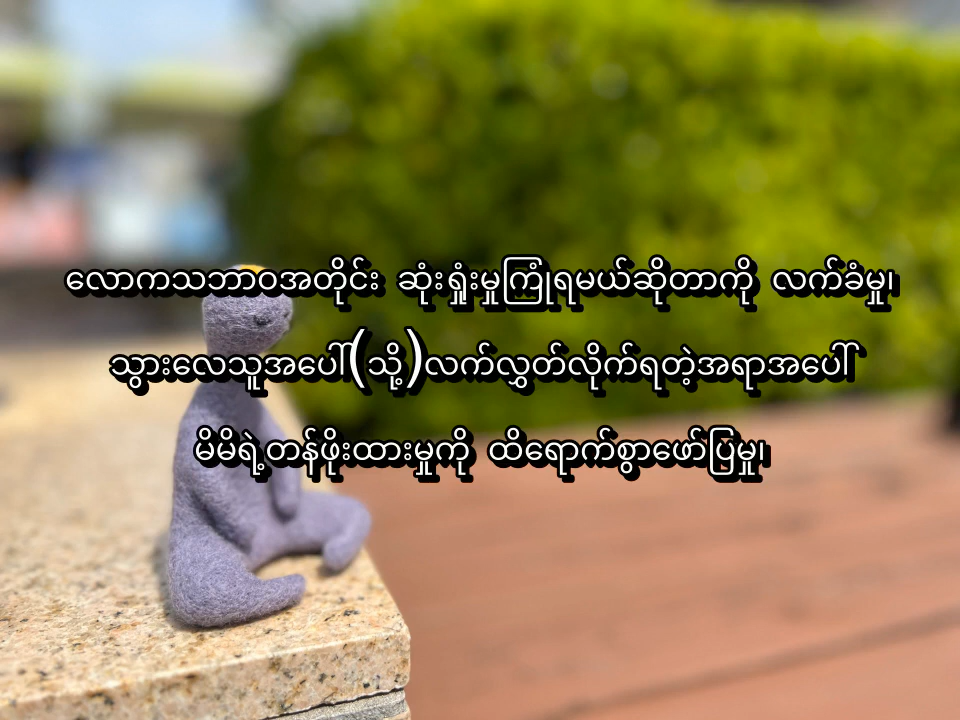 လောကသဘာဝအတိုင်း ဆုံးရှုံးမှုကြုံရမယ်ဆိုတာကို လက်ခံမှု၊
သွားလေသူအပေါ်(သို့)လက်လွှတ်လိုက်ရတဲ့အရာအပေါ်
မိမိရဲ့တန်ဖိုးထားမှုကို ထိရောက်စွာဖော်ပြမှု၊